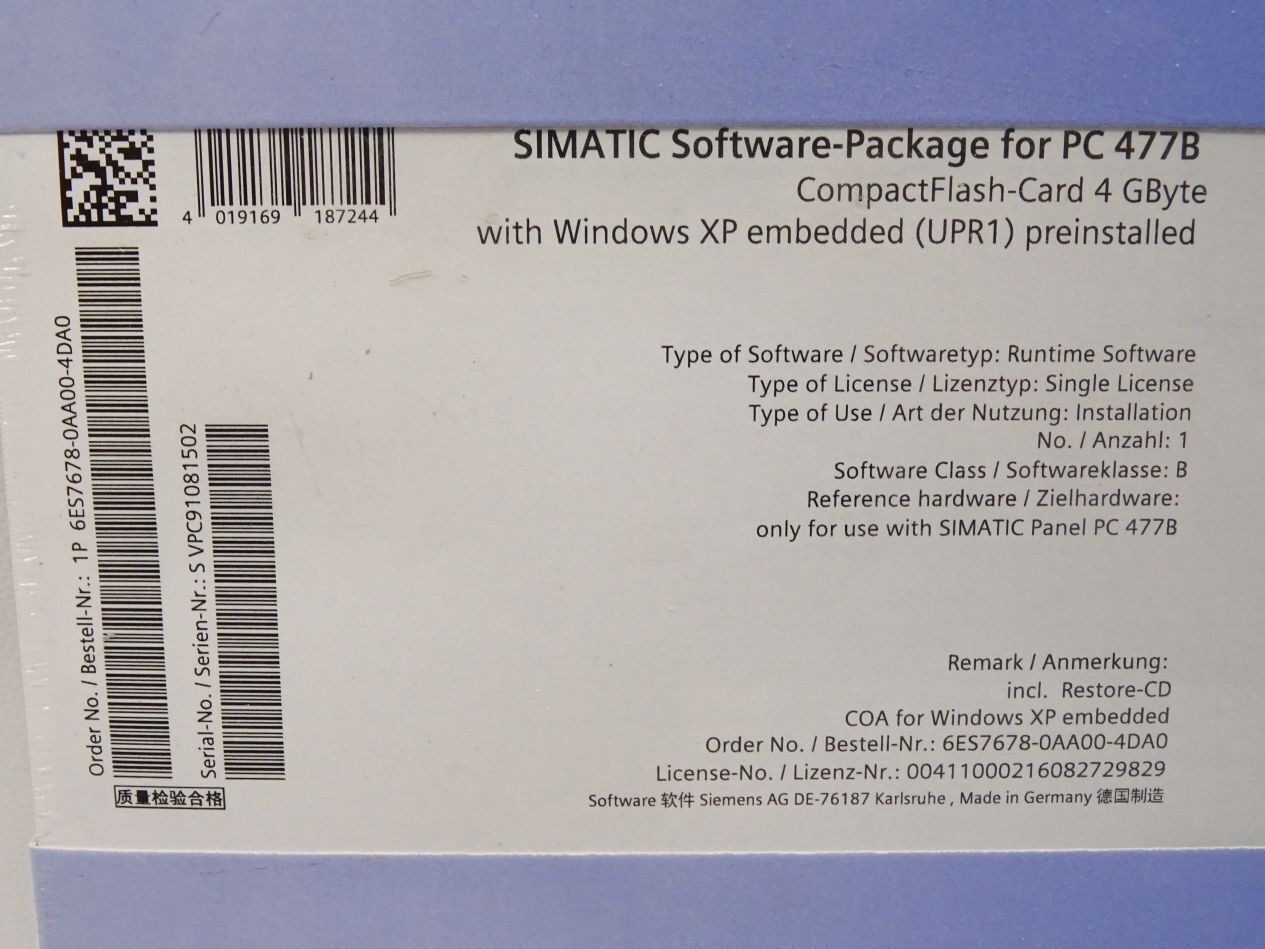 SIMATIC Software-Package for PC 477B
CompactFlash-Card 4 GByte
with Windows XP embedded (UPR1) preinstalled
4 019169 187244
Order No. / Bestell-Nr.: 1P 6ES7678-0AA00-4DA0
Serial-No. / Serien-Nr.: S VPC91081502
质量检验合格
Type of Software / Softwaretyp: Runtime Software
Type of License / Lizenztyp: Single License
Type of Use / Art der Nutzung: Installation
No. / Anzahl: 1
Software Class / Softwareklasse: B
Reference hardware / Zielhardware:
only for use with SIMATIC Panel PC 477B
Remark / Anmerkung:
incl. Restore-CD
COA for Windows XP embedded
Order No. / Bestell-Nr.: 6ES7678-0AA00-4DA0
License-No. / Lizenz-Nr.: 00411000216082729829
Software 软件 Siemens AG DE-76187 Karlsruhe , Made in Germany 德国制造